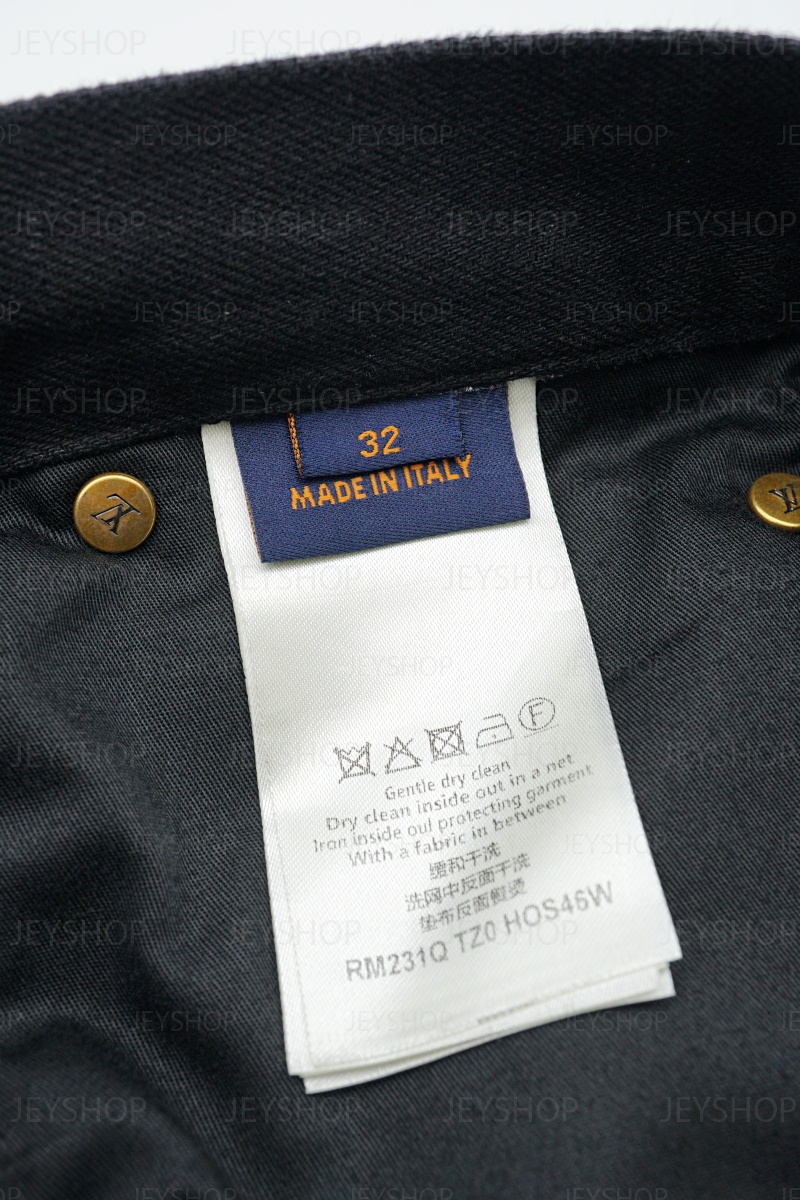 JEYSHOP
32
MADE IN ITALY
LV
F
Gentle dry clean
Dry clean inside out in a net
Iron inside out protecting garment
With a fabric in between
缓和干洗
洗网中反面干洗
垫布反面熨烫
RM231Q TZ0 HOS46W